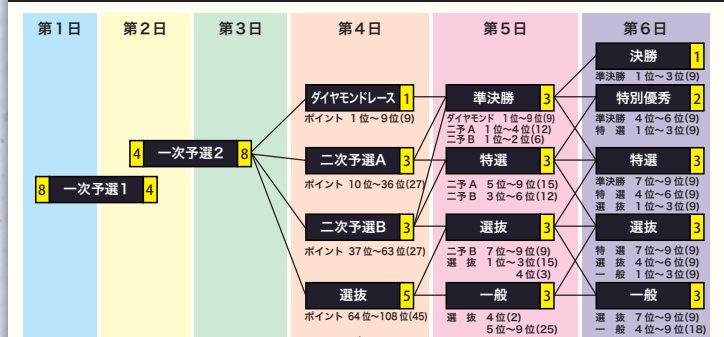 第1日
第2日
第3日
第4日
第5日
第6日
8 一次予選1 4
4 一次予選2 8
ダイヤモンドレース 1
ポイント 1位～9位(9)
二次予選A 3
ポイント 10位～36位(27)
二次予選B 3
ポイント 37位～63位(27)
選抜 5
ポイント 64位～108位(45)
準決勝 3
ダイヤモンド 1位～9位(9)
二予A 1位～4位(12)
二予B 1位～2位(6)
特選 3
二予A 5位～9位(15)
二予B 3位～6位(12)
選抜 3
二予B 7位～9位(9)
選 抜 1位～3位(15)
4位(3)
一般 3
選 抜 4位(2)
5位～9位(25)
決勝 1
準決勝 1位～3位(9)
特別優秀 2
準決勝 4位～6位(9)
特 選 1位～3位(9)
特選 3
準決勝 7位～9位(9)
特 選 4位～6位(9)
選 抜 1位～3位(9)
選抜 3
特 選 7位～9位(9)
選 抜 4位～6位(9)
一 般 1位～3位(9)
一般 3
選 抜 7位～9位(9)
一 般 4位～9位(18)